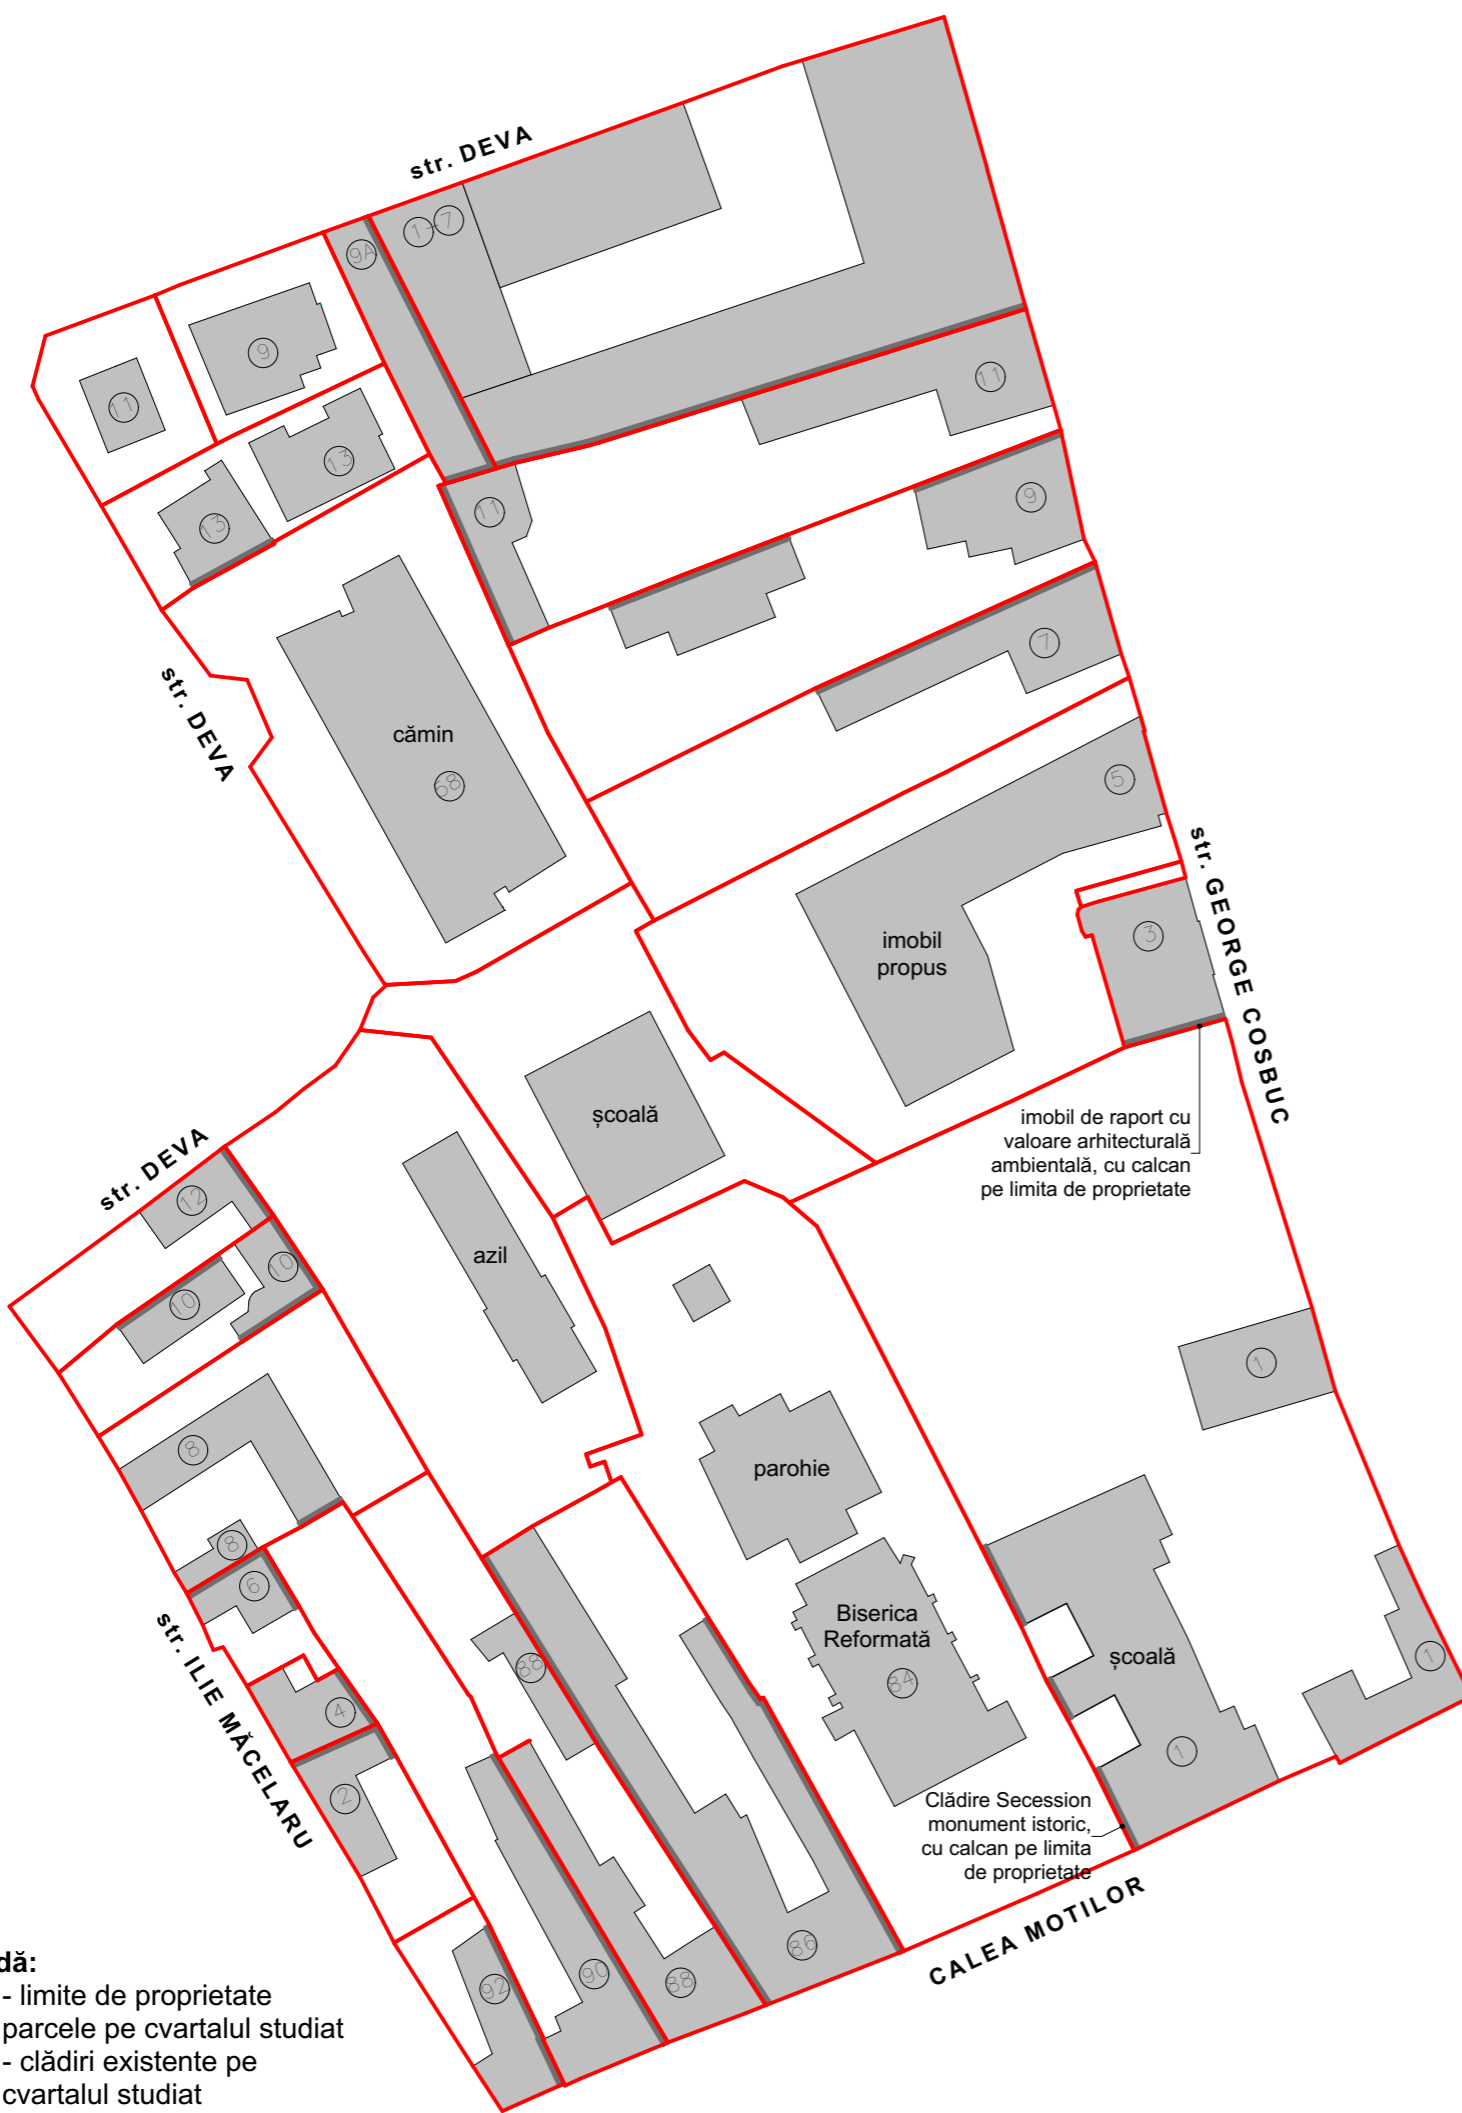 str. DEVA
1-7
9A
9
11
11
13
13
11
9
7
str. DEVA
cămin
68
5
imobil
propus
str. GEORGE COSBUC
3
școală
imobil de raport cu
valoare arhitecturală
ambientală, cu calcan
pe limita de proprietate
str. DEVA
12
azil
10
10
1
8
parohie
8
6
Biserica
Reformată
84
școală
1
1
88
str. ILIE MĂCELARU
4
2
Clădire Secession
monument istoric,
cu calcan pe limita
de proprietate
CALEA MOTILOR
86
88
90
92
dă:
- limite de proprietate
parcele pe cvartalul studiat
- clădiri existente pe
cvartalul studiat